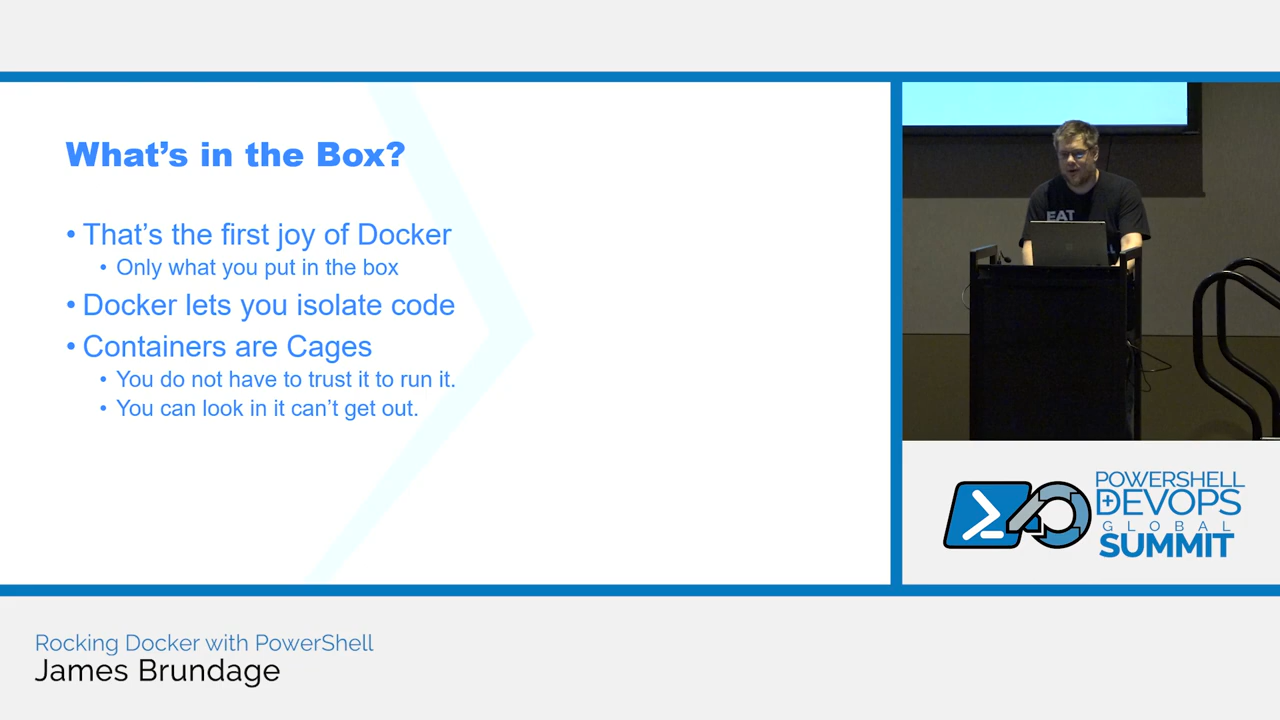 What's in the Box?
• That's the first joy of Docker
• Only what you put in the box
• Docker lets you isolate code
• Containers are Cages
• You do not have to trust it to run it.
• You can look in it can't get out.
EAT
POWERSHELL
+DEVOPS
GLOBAL
SUMMIT
Rocking Docker with PowerShell
James Brundage